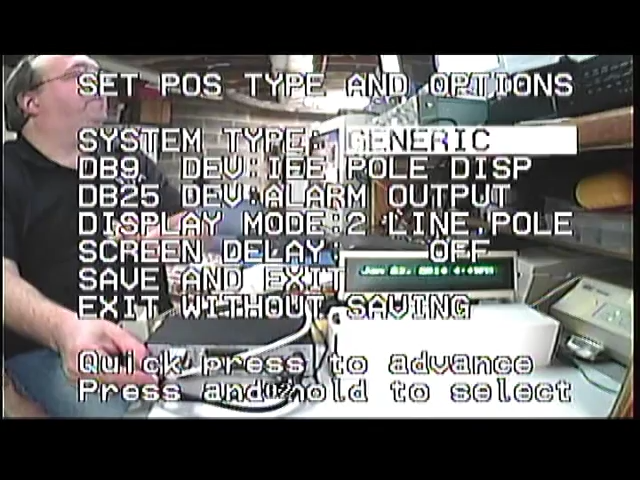 SET POS TYPE AND OPTIONS
SYSTEM TYPE: GENERIC
DB9 DEV:IEE POLE DISP
DB25 DEV:ALARM OUTPUT
DISPLAY MODE:2 LINE POLE
SCREEN DELAY: OFF
SAVE AND EXIT
EXIT WITHOUT SAVING
Quick press to advance
Press and hold to select